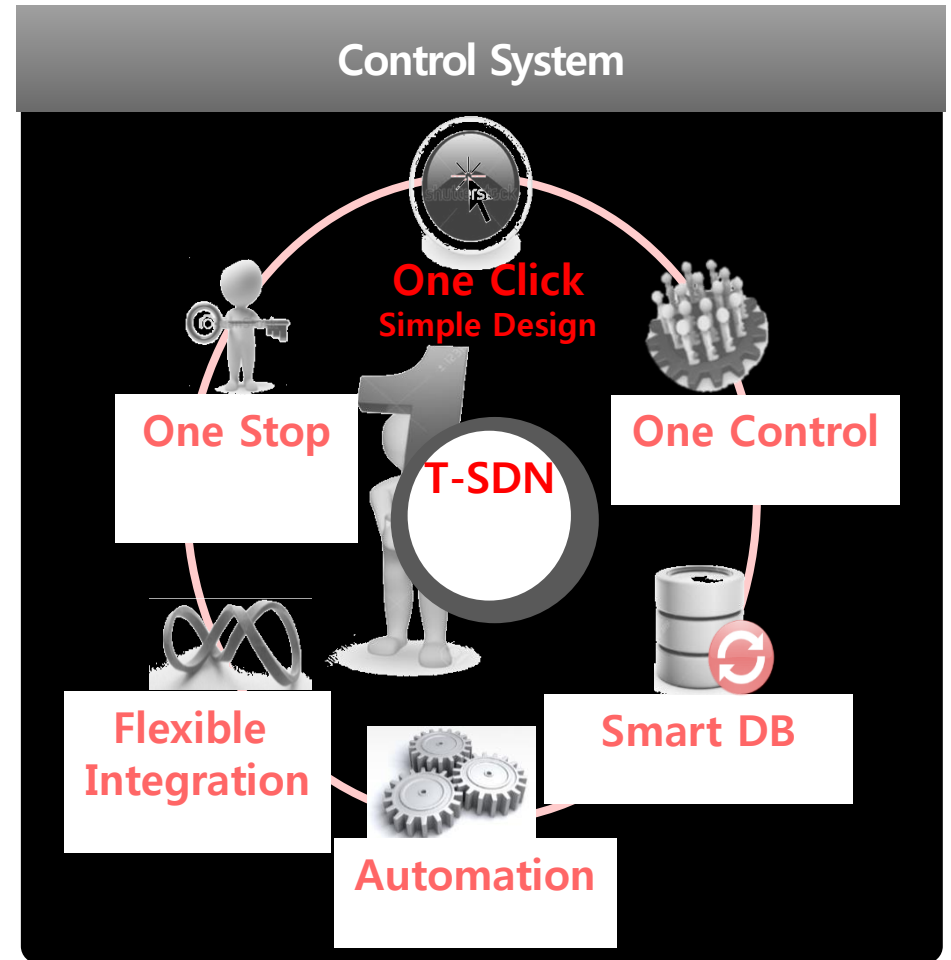 Control System
One Click
Simple Design
One Stop
One Control
T-SDN
Flexible
Integration
Smart DB
Automation